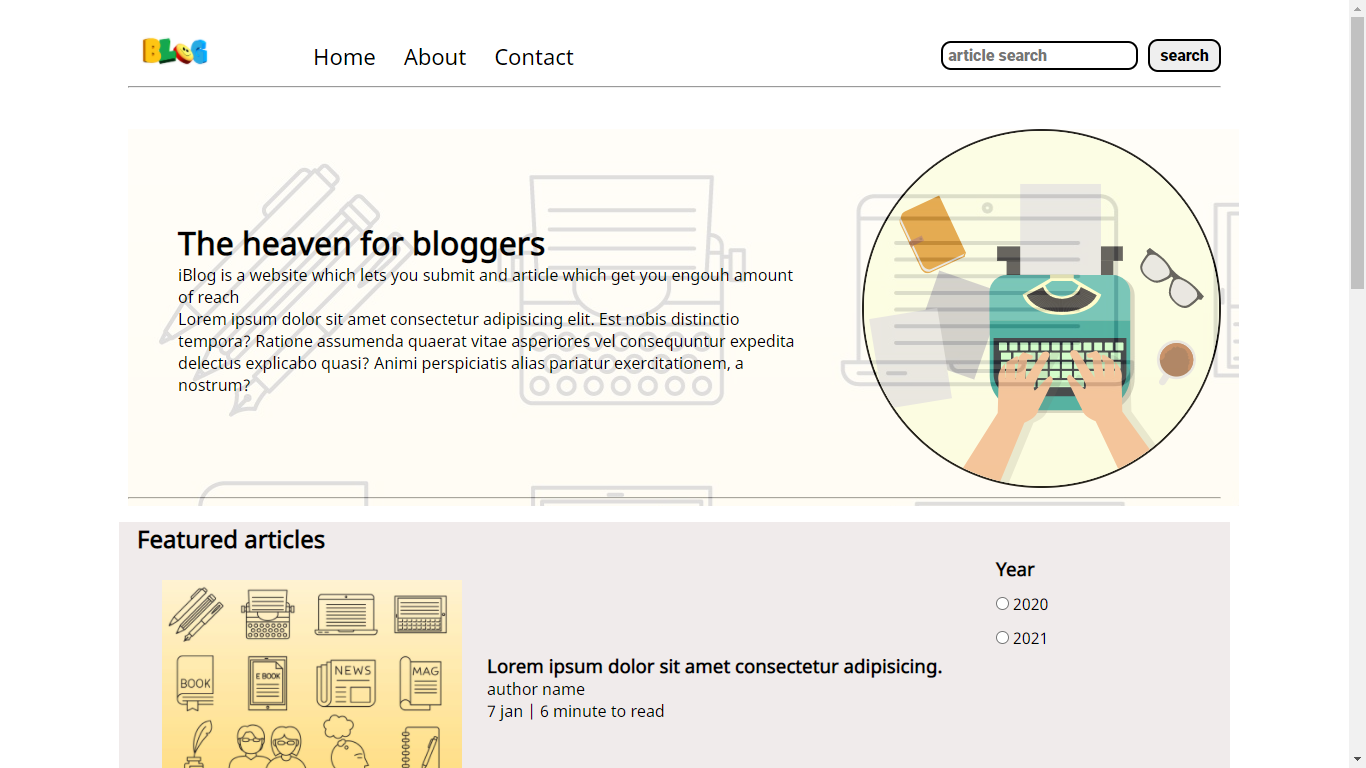 BLOG
Home About Contact
article search search
The heaven for bloggers
iBlog is a website which lets you submit and article which get you engouh amount
of reach
Lorem ipsum dolor sit amet consectetur adipisicing elit. Est nobis distinctio
tempora? Ratione assumenda quaerat vitae asperiores vel consequuntur expedita
delectus explicabo quasi? Animi perspiciatis alias pariatur exercitationem, a
nostrum?
Featured articles
Year
2020
2021
BOOK
E BOOK
NEWS
MAG
Lorem ipsum dolor sit amet consectetur adipisicing.
author name
7 jan | 6 minute to read